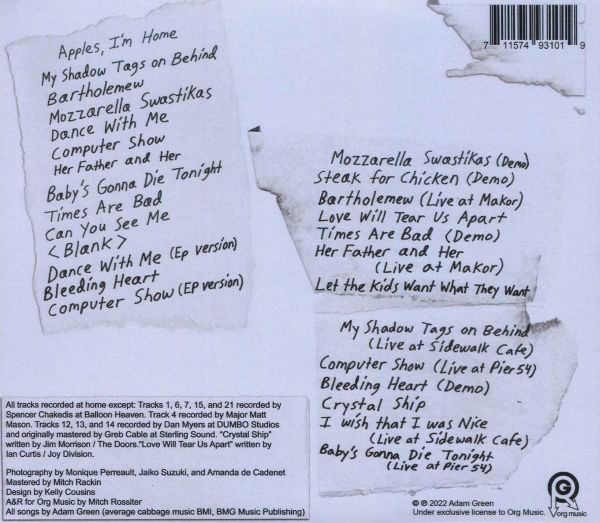 Apples, I'm Home
My Shadow Tags on Behind
Bartholemew
Mozzarella Swastikas
Dance With Me
Computer Show
Her Father and Her
Baby's Gonna Die Tonight
Times Are Bad
Can You See Me
<Blank>
Dance With Me (Ep version)
Bleeding Heart
Computer Show (EP version)
7 11574 93101 9
Mozzarella Swastikas (Demo)
Steak for Chicken (Demo)
Bartholemew (Live at Makor)
Love Will Tear Us Apart
Times Are Bad (Demo)
Her Father and Her
(Live at Makor)
Let the Kids Want What They Want
My Shadow Tags on Behind
(Live at Sidewalk Cafe)
Computer Show (Live at Pier 54)
Bleeding Heart (Demo)
Crystal Ship
I wish that I was Nice
(Live at Sidewalk Cafe)
Baby's Gonna Die Tonight
(Live at Pier 54)
All tracks recorded at home except: Tracks 1, 6, 7, 15, and 21 recorded by
Spencer Chakedis at Balloon Heaven. Track 4 recorded by Major Matt
Mason. Tracks 12, 13, and 14 recorded by Dan Myers at DUMBO Studios
and originally mastered by Greb Cable at Sterling Sound. "Crystal Ship"
written by Jim Morrison / The Doors."Love Will Tear Us Apart" written by
Ian Curtis / Joy Division.
Photography by Monique Perreault, Jaiko Suzuki, and Amanda de Cadenet
Mastered by Mitch Rackin
Design by Kelly Cousins
A&R for Org Music by Mitch Rossiter
All songs by Adam Green (average cabbage music BMI, BMG Music Publishing)
℗ © 2022 Adam Green
Under exclusive license to Org Music.
org music